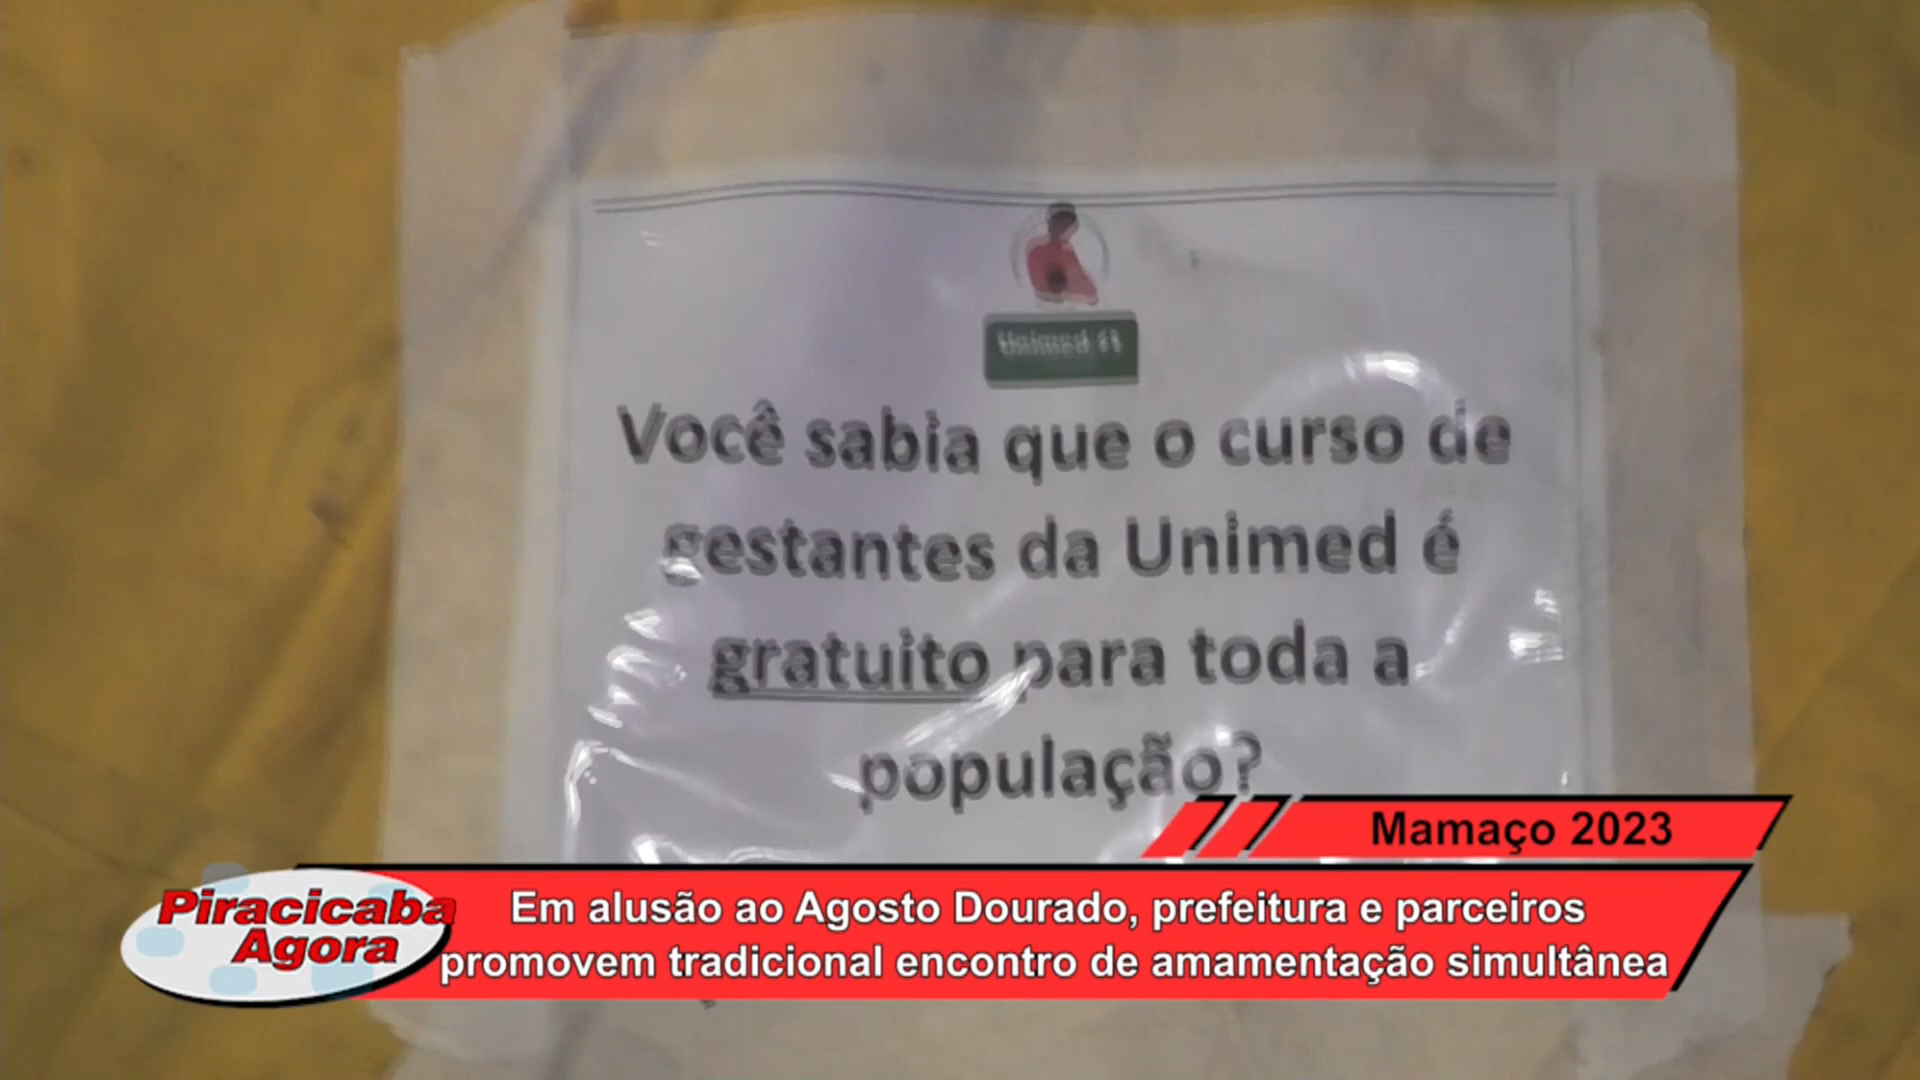 Unimed
Você sabia que o curso de
gestantes da Unimed é
gratuito para toda a
população?
Mamaço 2023
Piracicaba
Agora
Em alusão ao Agosto Dourado, prefeitura e parceiros
promovem tradicional encontro de amamentação simultânea